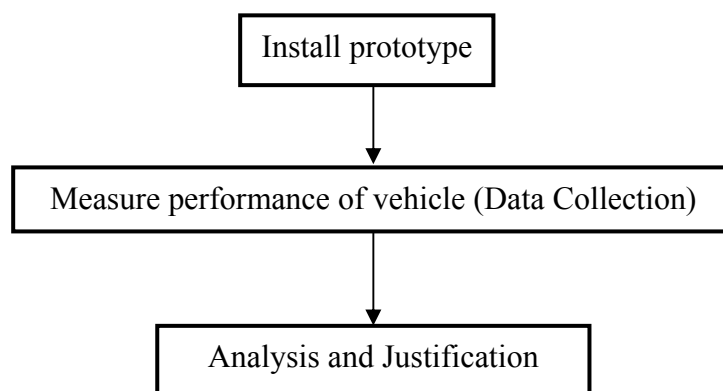 Install prototype
Measure performance of vehicle (Data Collection)
Analysis and Justification